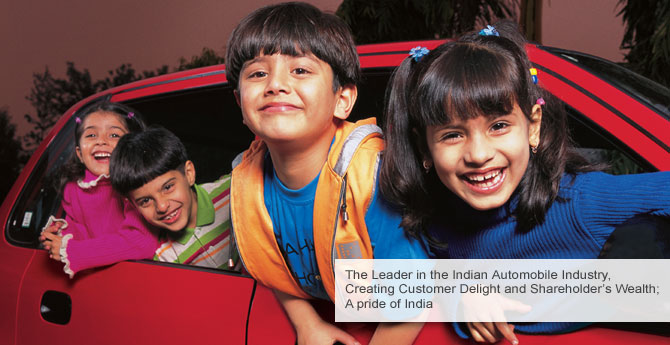 The Leader in the Indian Automobile Industry,
Creating Customer Delight and Shareholder's Wealth;
A pride of India